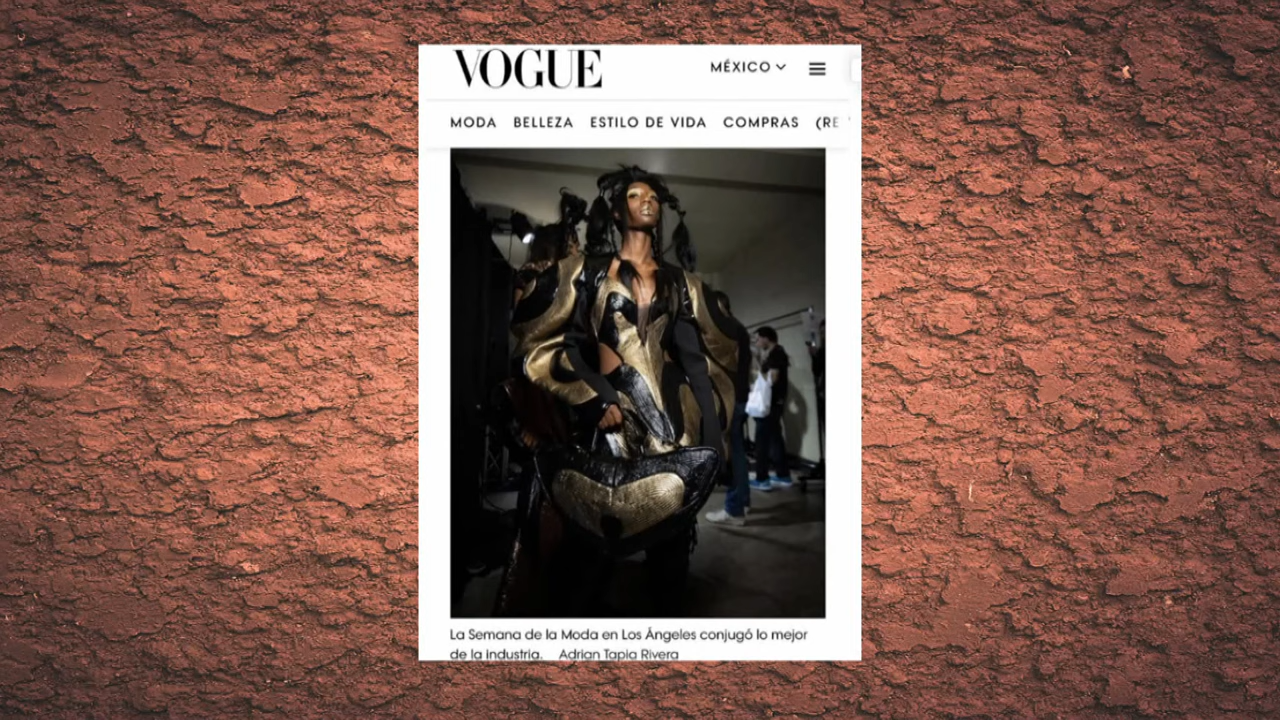 VOGUE
MÉXICO
MODA BELLEZA ESTILO DE VIDA COMPRAS (RE
La Semana de la Moda en Los Ángeles conjugó lo mejor
de la industria. Adrian Tapia Rivera